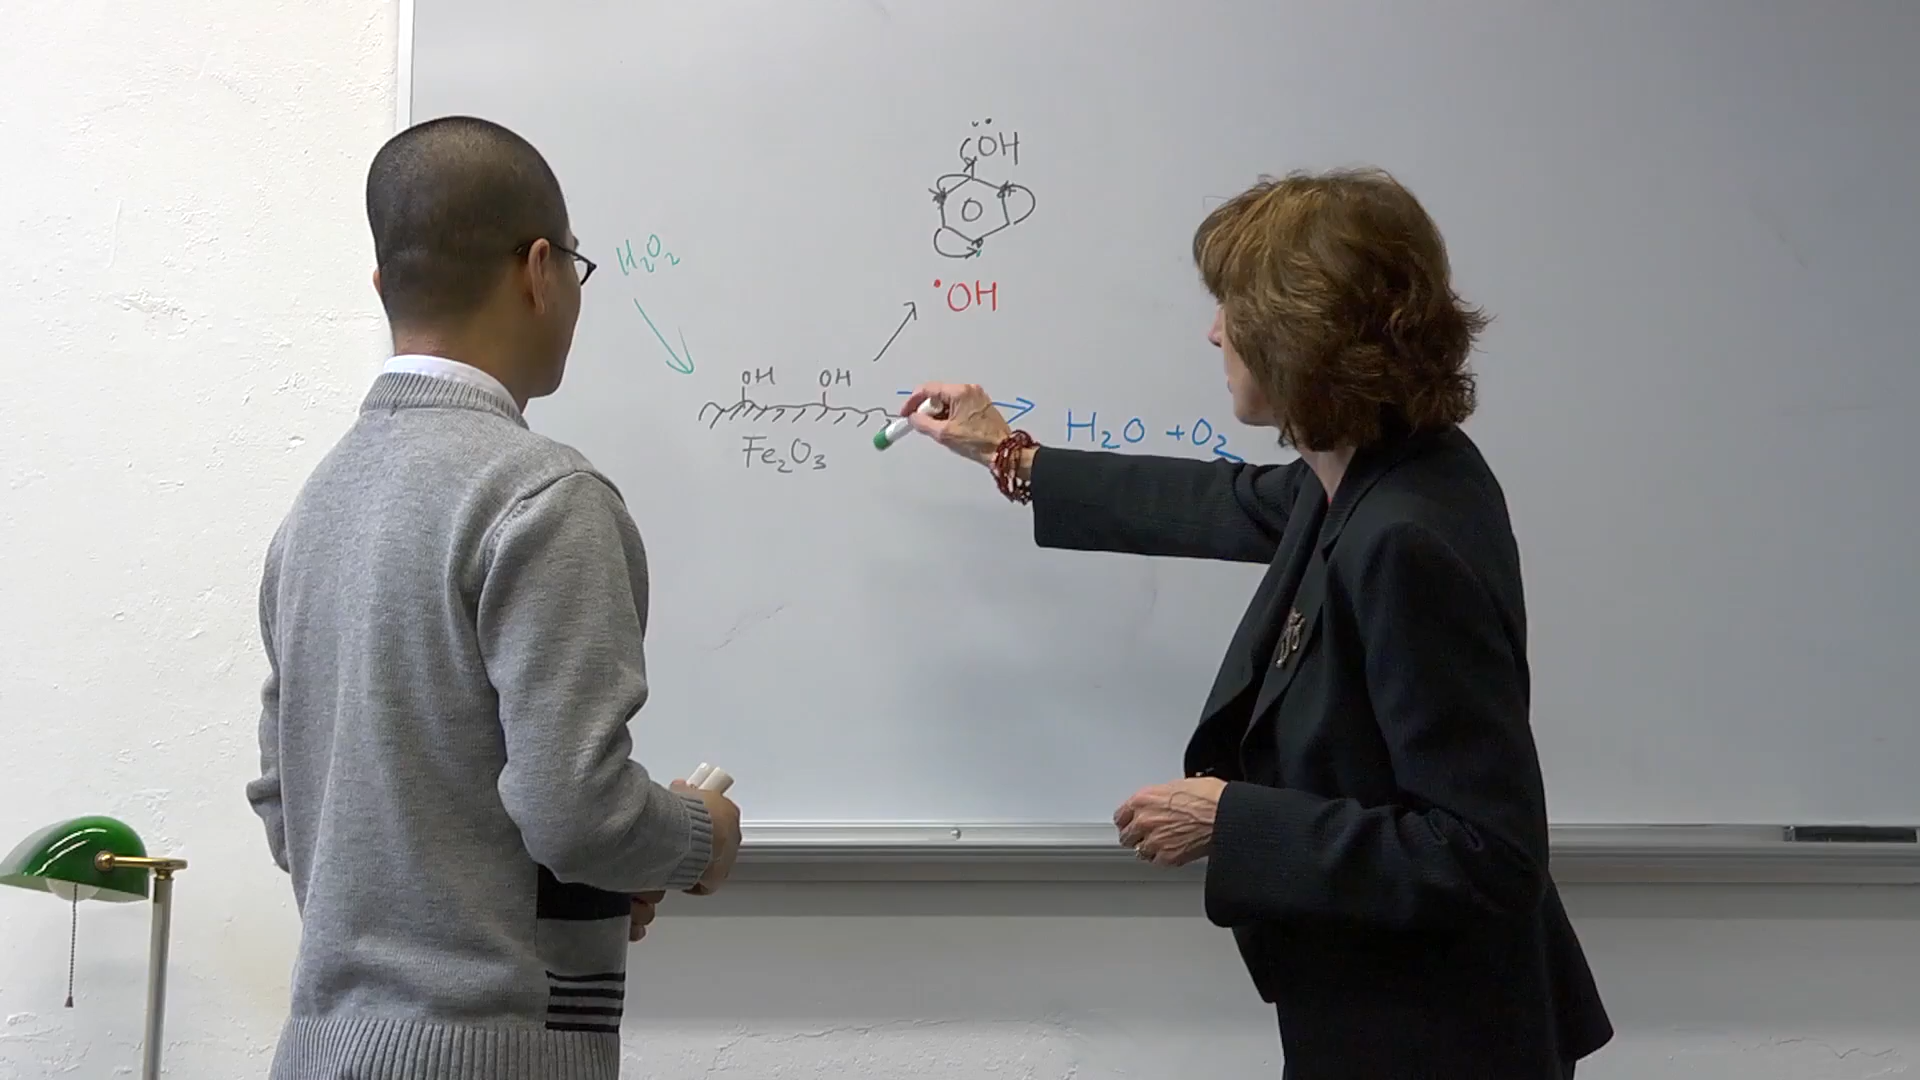 OH
O
H₂O₂
•OH
OH OH
H₂O + O₂
Fe₂O₃